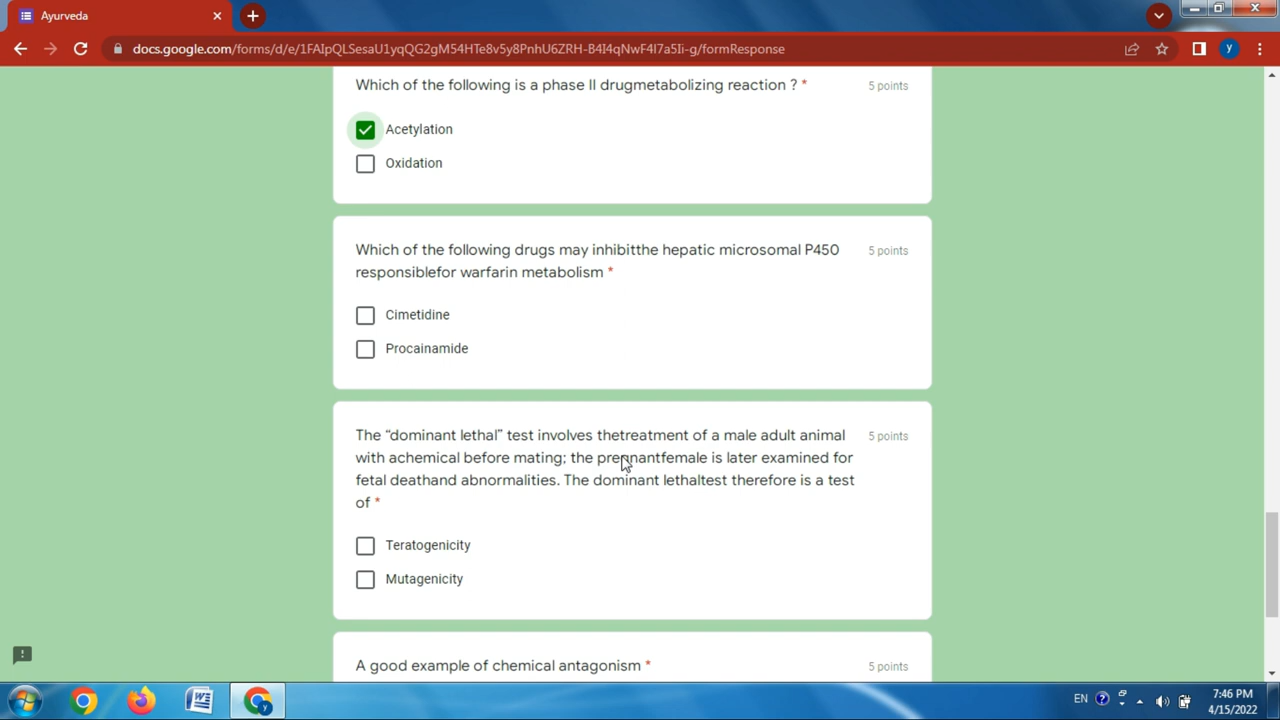 Ayurveda
docs.google.com/forms/d/e/1FAIpQLSesaU1yqQG2gM54HTe8v5y8PnhU6ZRH-B4I4qNwF4I7a5Ii-g/formResponse
y
Which of the following is a phase II drugmetabolizing reaction ? *
5 points
Acetylation
Oxidation
Which of the following drugs may inhibitthe hepatic microsomal P450
5 points
responsiblefor warfarin metabolism *
Cimetidine
Procainamide
The “dominant lethal” test involves thetreatment of a male adult animal
5 points
with achemical before mating; the pregnantfemale is later examined for
fetal deathand abnormalities. The dominant lethaltest therefore is a test
of *
Teratogenicity
Mutagenicity
A good example of chemical antagonism *
5 points
EN
7:46 PM
4/15/2022